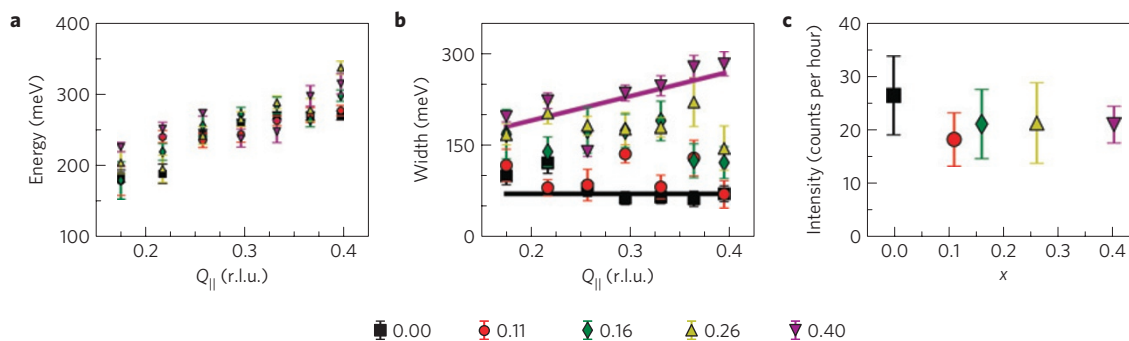 a
400
300
200
100
Energy (meV)
0.2
0.3
0.4
Q|| (r.l.u.)
b
300
150
0
Width (meV)
0.2
0.3
0.4
Q|| (r.l.u.)
c
40
30
20
10
0
Intensity (counts per hour)
0.0
0.1
0.2
0.3
0.4
x
0.00 0.11 0.16 0.26 0.40